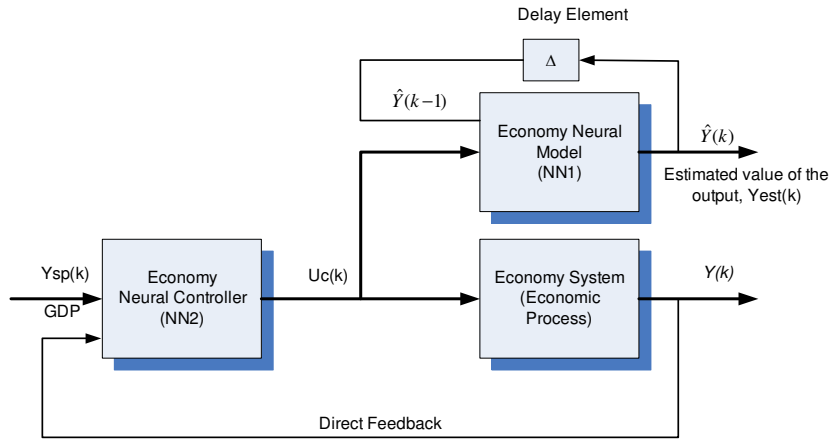 Delay Element
Δ
Ŷ(k−1)
Economy Neural
Model
(NN1)
Ŷ(k)
Estimated value of the
output, Yest(k)
Ysp(k)
GDP
Economy
Neural Controller
(NN2)
Uc(k)
Economy System
(Economic
Process)
Y(k)
Direct Feedback